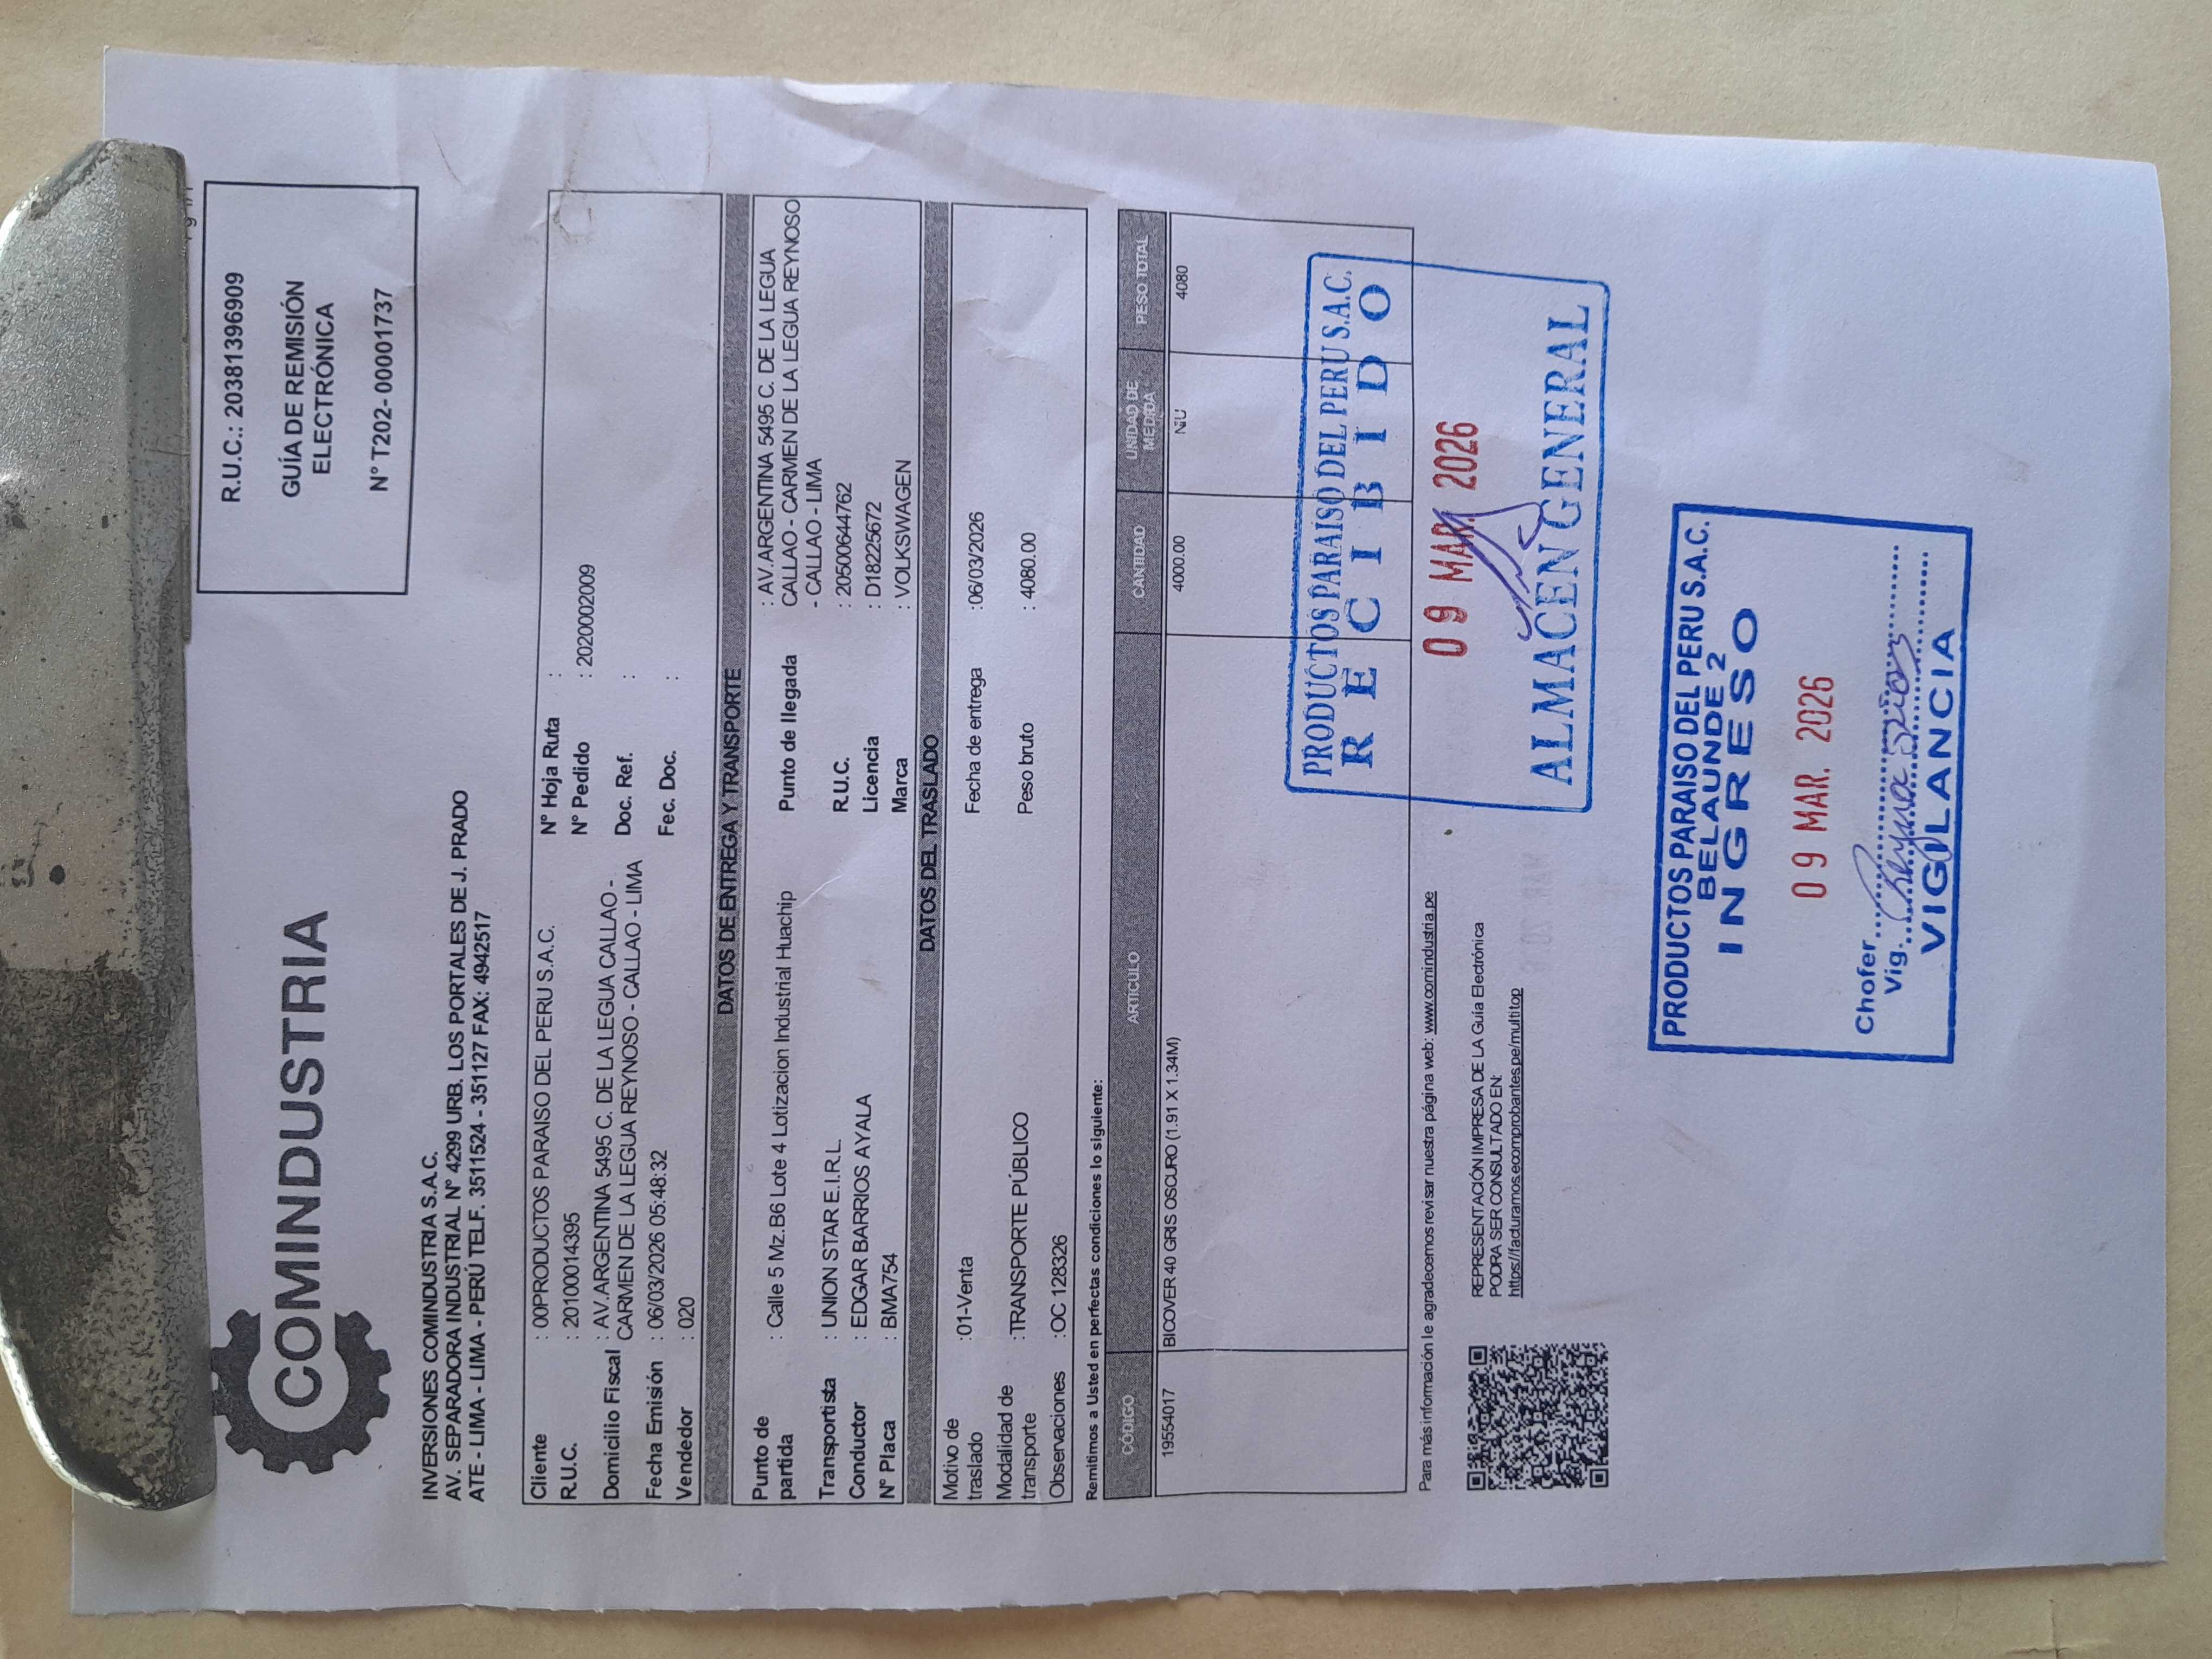 COMINDUSTRIA
R.U.C.: 20381396909
GUÍA DE REMISIÓN
ELECTRÓNICA
N° T202- 00001737
INVERSIONES COMINDUSTRIA S.A.C.
AV. SSEPARADORA INDUSTRIAL N° 4299 URB. LOS PORTALES DE J. PRADO
ATE - LIMA - LIMA - PERÚ TELF. 3511524 - 351127 FAX: 4942517
Cliente : 00PRODUCTOS PARAISO DEL PERU S.A.C. N° Hoja Ruta :
R.U.C. : 20100014395 N° Pedido : 2020002009
Domicilio Fiscal : AV.ARGENTINA 5495 C. DE LA LEGUA CALLAO - Doc. Ref. :
CARMEN DE LA LEGUA REYNOSO - CALLAO - LIMA
Fecha Emisión : 06/03/2026 05:48:32 Fec. Doc. :
Vendedor : 020
DATOS DE ENTREGA Y TRANSPORTE
Punto de partida : Calle 5 Mz.B6 Lote 4 Lotizacion Industrial Huachip Punto de llegada : AV.ARGENTINA 5495 C. DE LA LEGUA
CALLAO - CARMEN DE LA LEGUA REYNOSO
- CALLAO - LIMA
Transportista : UNION STAR E.I.R.L. R.U.C. : 20500644762
Conductor : EDGAR BARRIOS AYALA Licencia : D18225672
N° Placa : BMA754 Marca : VOLKSWAGEN
DATOS DEL TRASLADO
Motivo de traslado :01-Venta Fecha de entrega :06/03/2026
Modalidad de transporte :TRANSPORTE PÚBLICO Peso bruto : 4080.00
Observaciones :OC 128326
Remitimos a Usted en perfectas condiciones lo siguiente:
CÓDIGO ARTÍCULO CANTIDAD UNIDAD DE MEDIDA PESO TOTAL
19554017 BICOVER 40 GRIS OSCURO (1.91 X 1.34M) 4000.00 NIU 4080
PRODUCTOS PARAISO DEL PERU S.A.C.
RECIBIDO
09 MAR. 2026
ALMACEN GENERAL
Para más información le agradecemos revisar nuestra página web: www.comindustria.pe
REPRESENTACIÓN IMPRESA DE LA Guía Electrónica
PODRA SER CONSULTADO EN:
https://facturamos.ecomprobantes.pe/multitop
PRODUCTOS PARAISO DEL PERU S.A.C.
BELAUNDE 2
INGRESO
09 MAR. 2026
Chofer
Vig.
VIGILANCIA